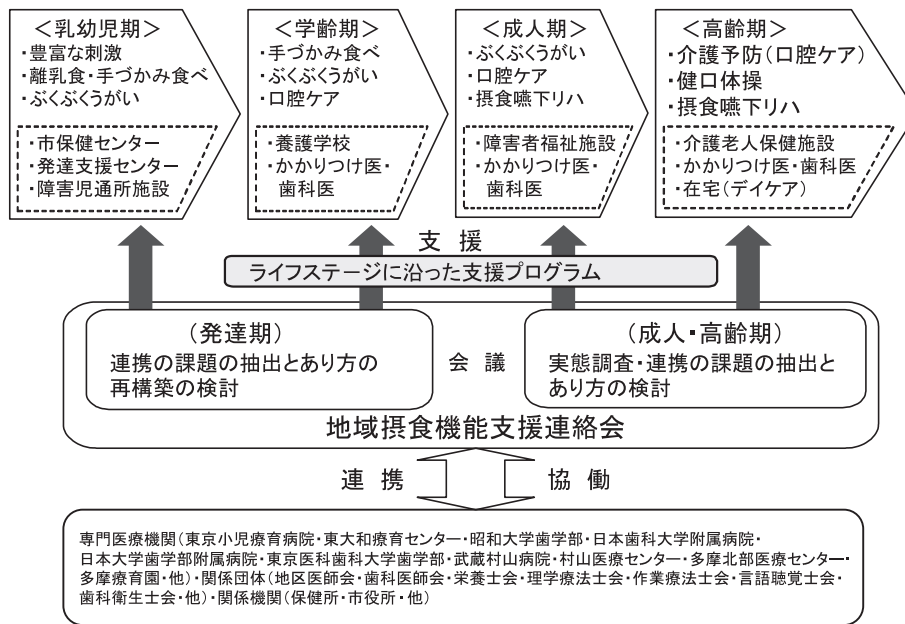 ＜乳幼児期＞
・豊富な刺激
・離乳食・手づかみ食べ
・ぶくぶくうがい
・市保健センター
・発達支援センター
・障害児通所施設
＜学齢期＞
・手づかみ食べ
・ぶくぶくうがい
・口腔ケア
・養護学校
・かかりつけ医・
歯科医
＜成人期＞
・ぶくぶくうがい
・口腔ケア
・摂食嚥下リハ
・障害者福祉施設
・かかりつけ医・
歯科医
＜高齢期＞
・介護予防（口腔ケア）
・健口体操
・摂食嚥下リハ
・介護老人保健施設
・かかりつけ医・歯科医
・在宅（デイケア）
支 援
ライフステージに沿った支援プログラム
（発達期）
連携の課題の抽出とあり方の
再構築の検討
会 議
（成人・高齢期）
実態調査・連携の課題の抽出と
あり方の検討
地域摂食機能支援連絡会
連 携
協 働
専門医療機関（東京小児療育病院・東大和療育センター・昭和大学歯学部・日本歯科大学附属病院・
日本大学歯学部附属病院・東京医科歯科大学歯学部・武蔵村山病院・村山医療センター・多摩北部医療センター・
多摩療育園・他）・関係団体（地区医師会・歯科医師会・栄養士会・理学療法士会・作業療法士会・言語聴覚士会・
歯科衛生士会・他）・関係機関（保健所・市役所・他）